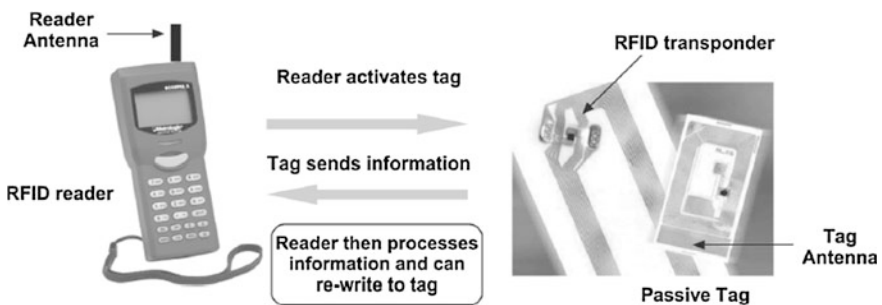 Reader
Antenna
RFID transponder
Reader activates tag
Tag sends information
RFID reader
Reader then processes
information and can
re-write to tag
Tag
Antenna
Passive Tag